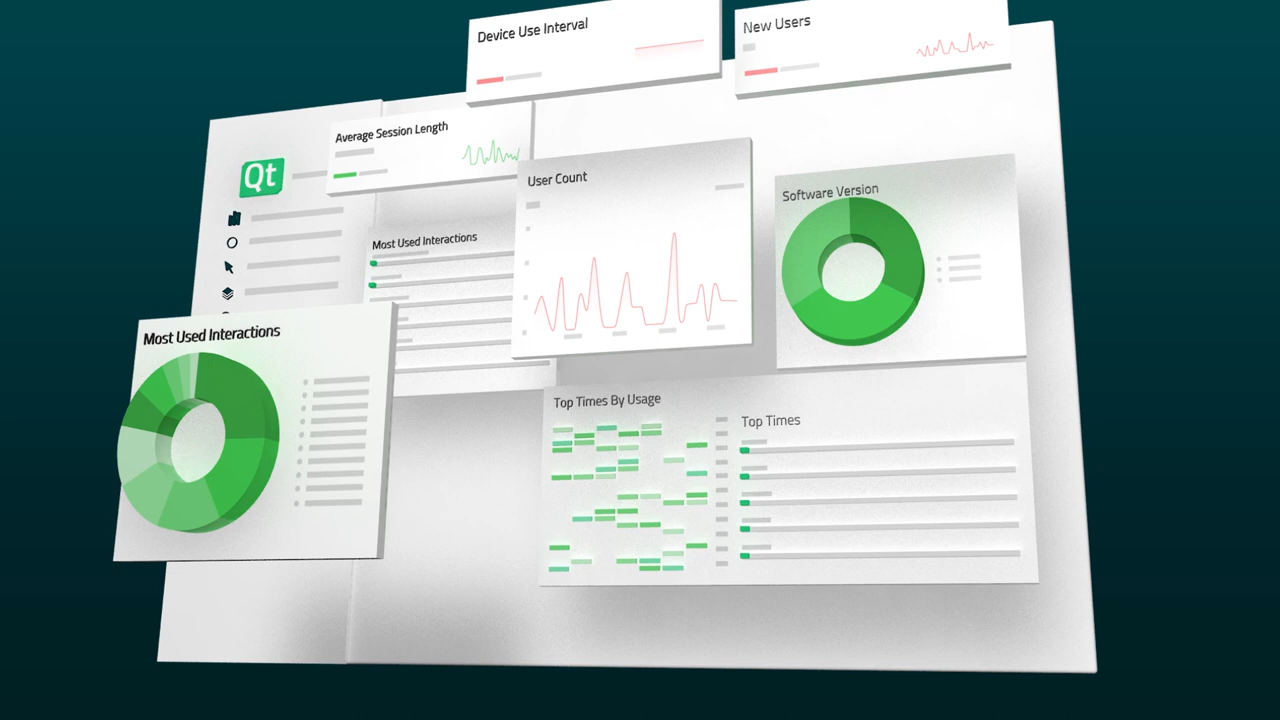 Device Use Interval
New Users
Average Session Length
Qt
User Count
Software Version
Most Used Interactions
Most Used Interactions
Top Times By Usage
Top Times